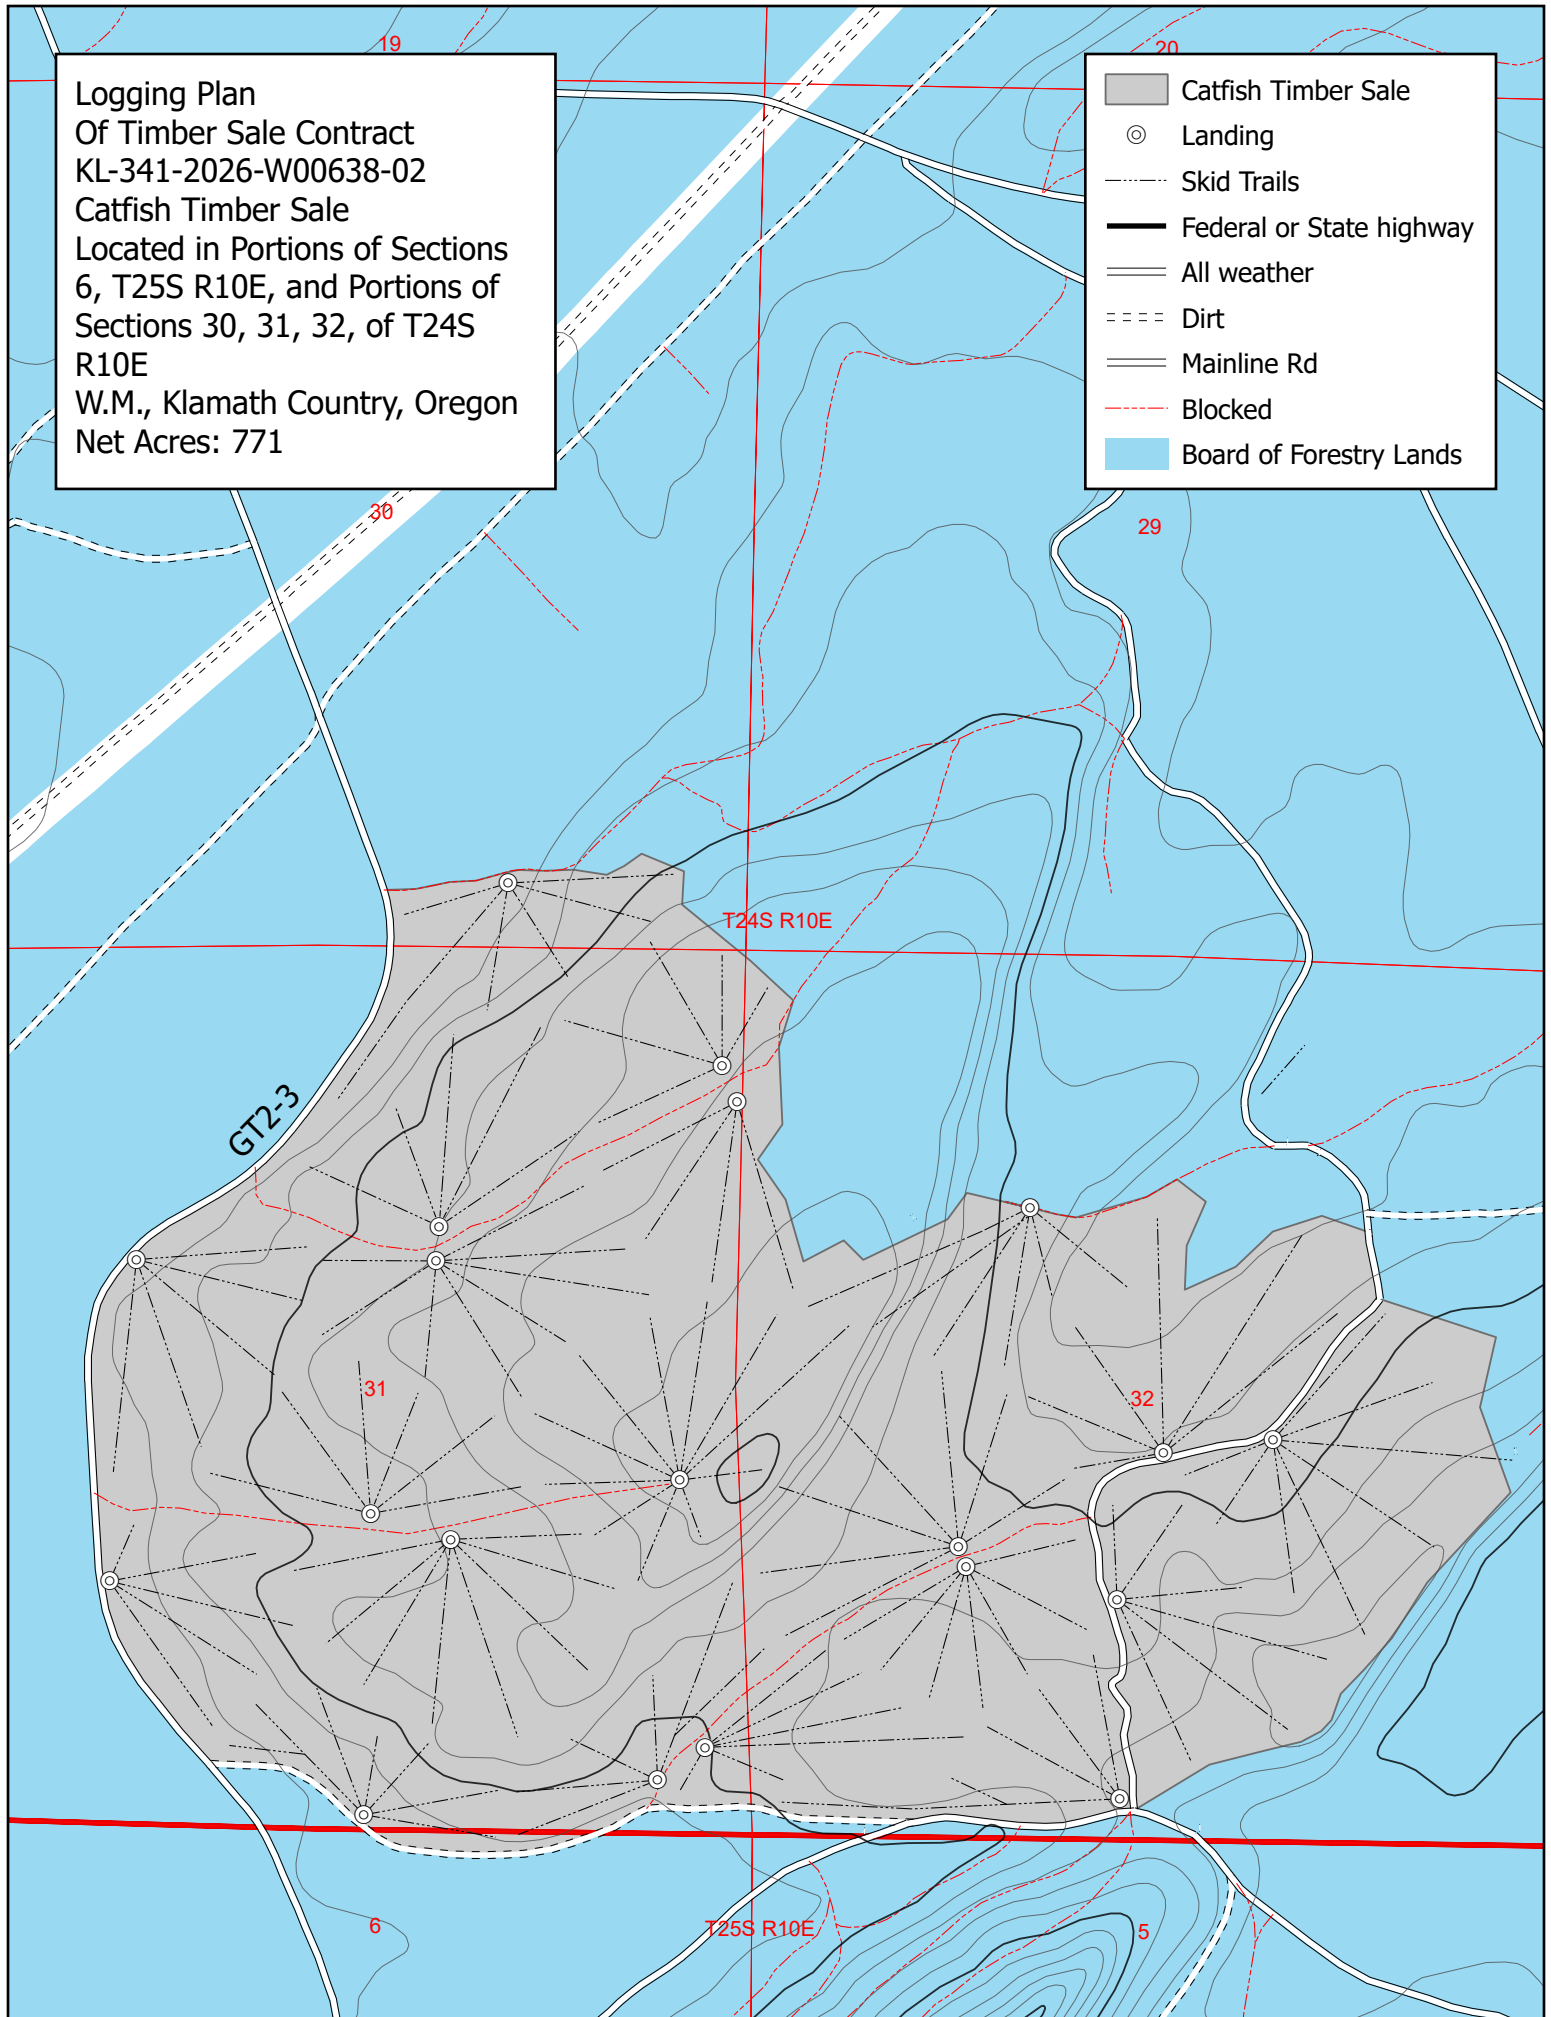 19
20
Logging Plan
Of Timber Sale Contract
KL-341-2026-W00638-02
Catfish Timber Sale
Located in Portions of Sections
6, T25S R10E, and Portions of
Sections 30, 31, 32, of T24S
R10E
W.M., Klamath Country, Oregon
Net Acres: 771
Catfish Timber Sale
Landing
Skid Trails
Federal or State highway
All weather
Dirt
Mainline Rd
Blocked
Board of Forestry Lands
30
29
T24S R10E
GT2-3
31
32
6
T25S R10E
5